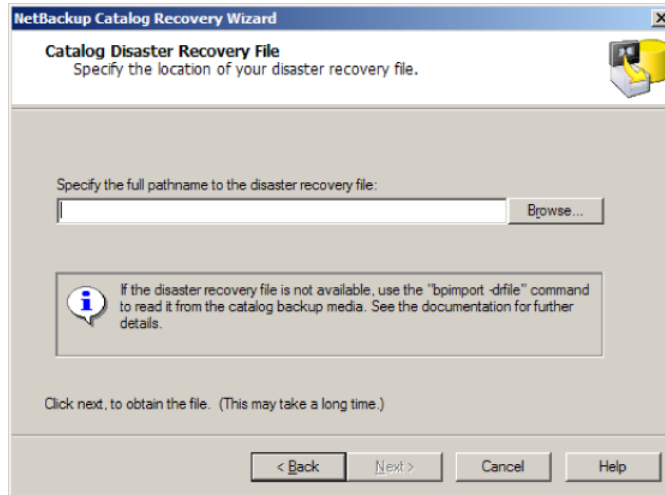 NetBackup Catalog Recovery Wizard
Catalog Disaster Recovery File
Specify the location of your disaster recovery file.
Specify the full pathname to the disaster recovery file:
Browse...
If the disaster recovery file is not available, use the "bpimport -drfile" command
to read it from the catalog backup media. See the documentation for further
details.
Click next, to obtain the file. (This may take a long time.)
< Back Next > Cancel Help